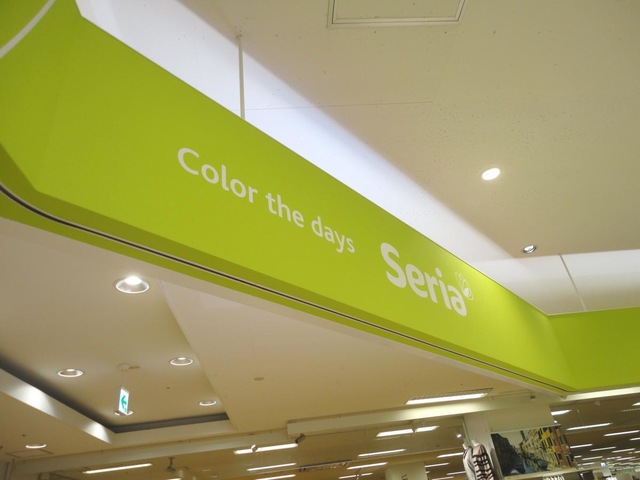 Color the days
Seria